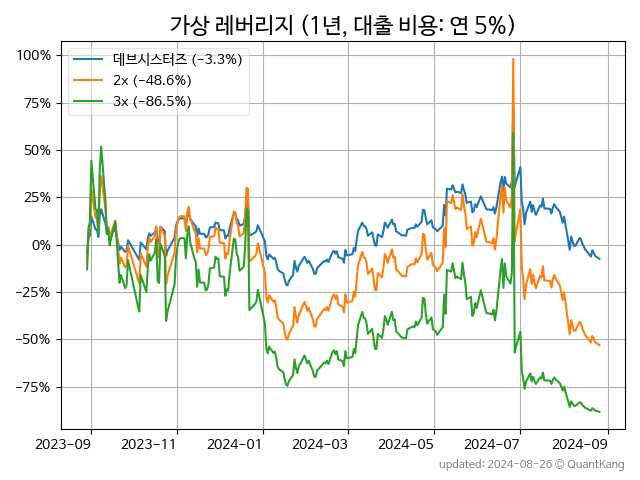 가상 레버리지 (1년, 대출 비용: 연 5%)
데브시스터즈 (−3.3%)
2x (−48.6%)
3x (−86.5%)
100%
75%
50%
25%
0%
−25%
−50%
−75%
2023-09 2023-11 2024-01 2024-03 2024-05 2024-07 2024-09
updated: 2024-08-26 ⓒ QuantKang